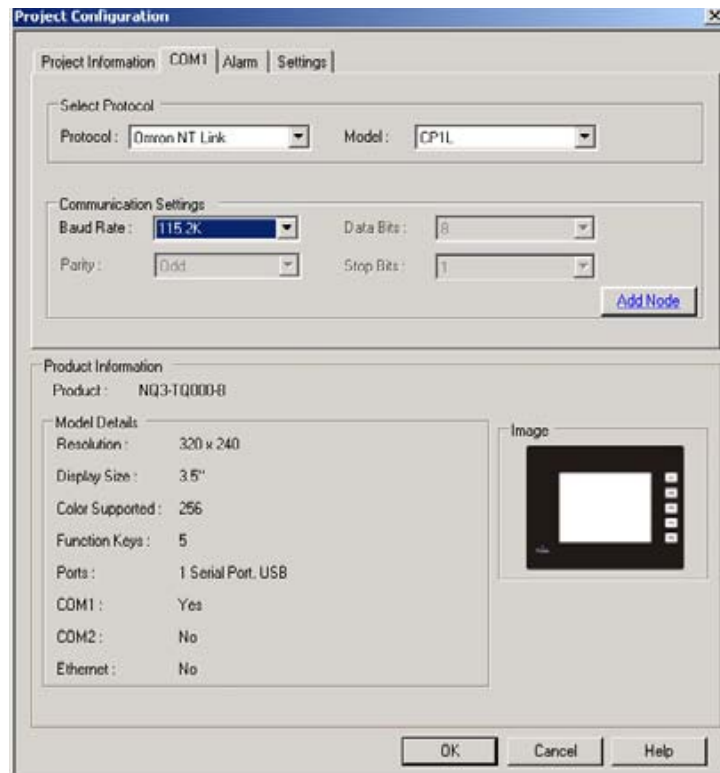 Project Configuration
Project Information COM1 Alarm Settings
Select Protocol
Protocol : Omron NT Link Model : CP1L
Communication Settings
Baud Rate : 115.2K Data Bits : 8
Parity : Odd Stop Bits : 1
Add Node
Product Information
Product : NQ3-TQ000-B
Model Details
Resolution : 320 x 240
Display Size : 3.5"
Color Supported : 256
Function Keys : 5
Ports : 1 Serial Port, USB
COM1 : Yes
COM2 : No
Ethernet : No
Image
OK Cancel Help